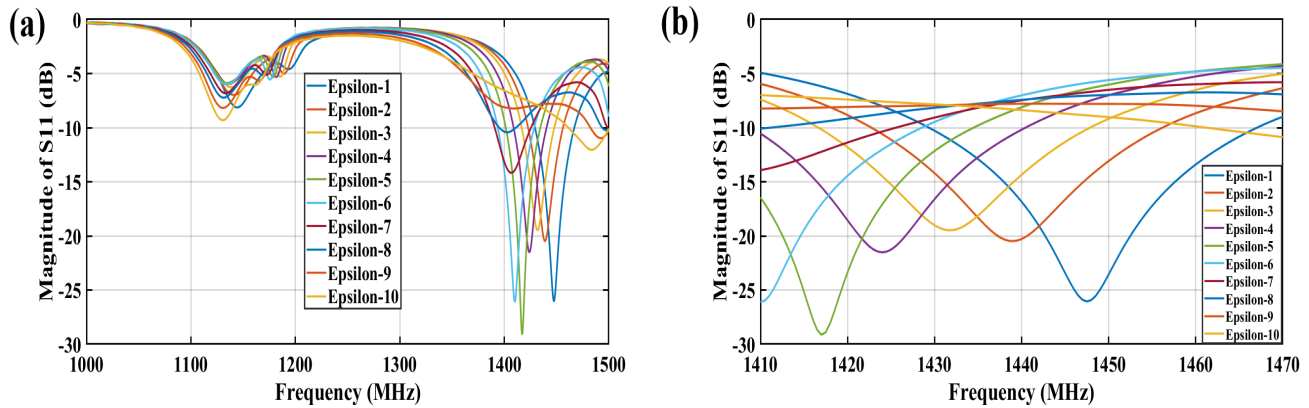 (a)
Magnitude of S11 (dB)
0
-5
-10
-15
-20
-25
-30
1000
1100
1200
1300
1400
1500
Frequency (MHz)
Epsilon-1
Epsilon-2
Epsilon-3
Epsilon-4
Epsilon-5
Epsilon-6
Epsilon-7
Epsilon-8
Epsilon-9
Epsilon-10
(b)
Magnitude of S11 (dB)
0
-5
-10
-15
-20
-25
-30
1410
1420
1430
1440
1450
1460
1470
Frequency (MHz)
Epsilon-1
Epsilon-2
Epsilon-3
Epsilon-4
Epsilon-5
Epsilon-6
Epsilon-7
Epsilon-8
Epsilon-9
Epsilon-10